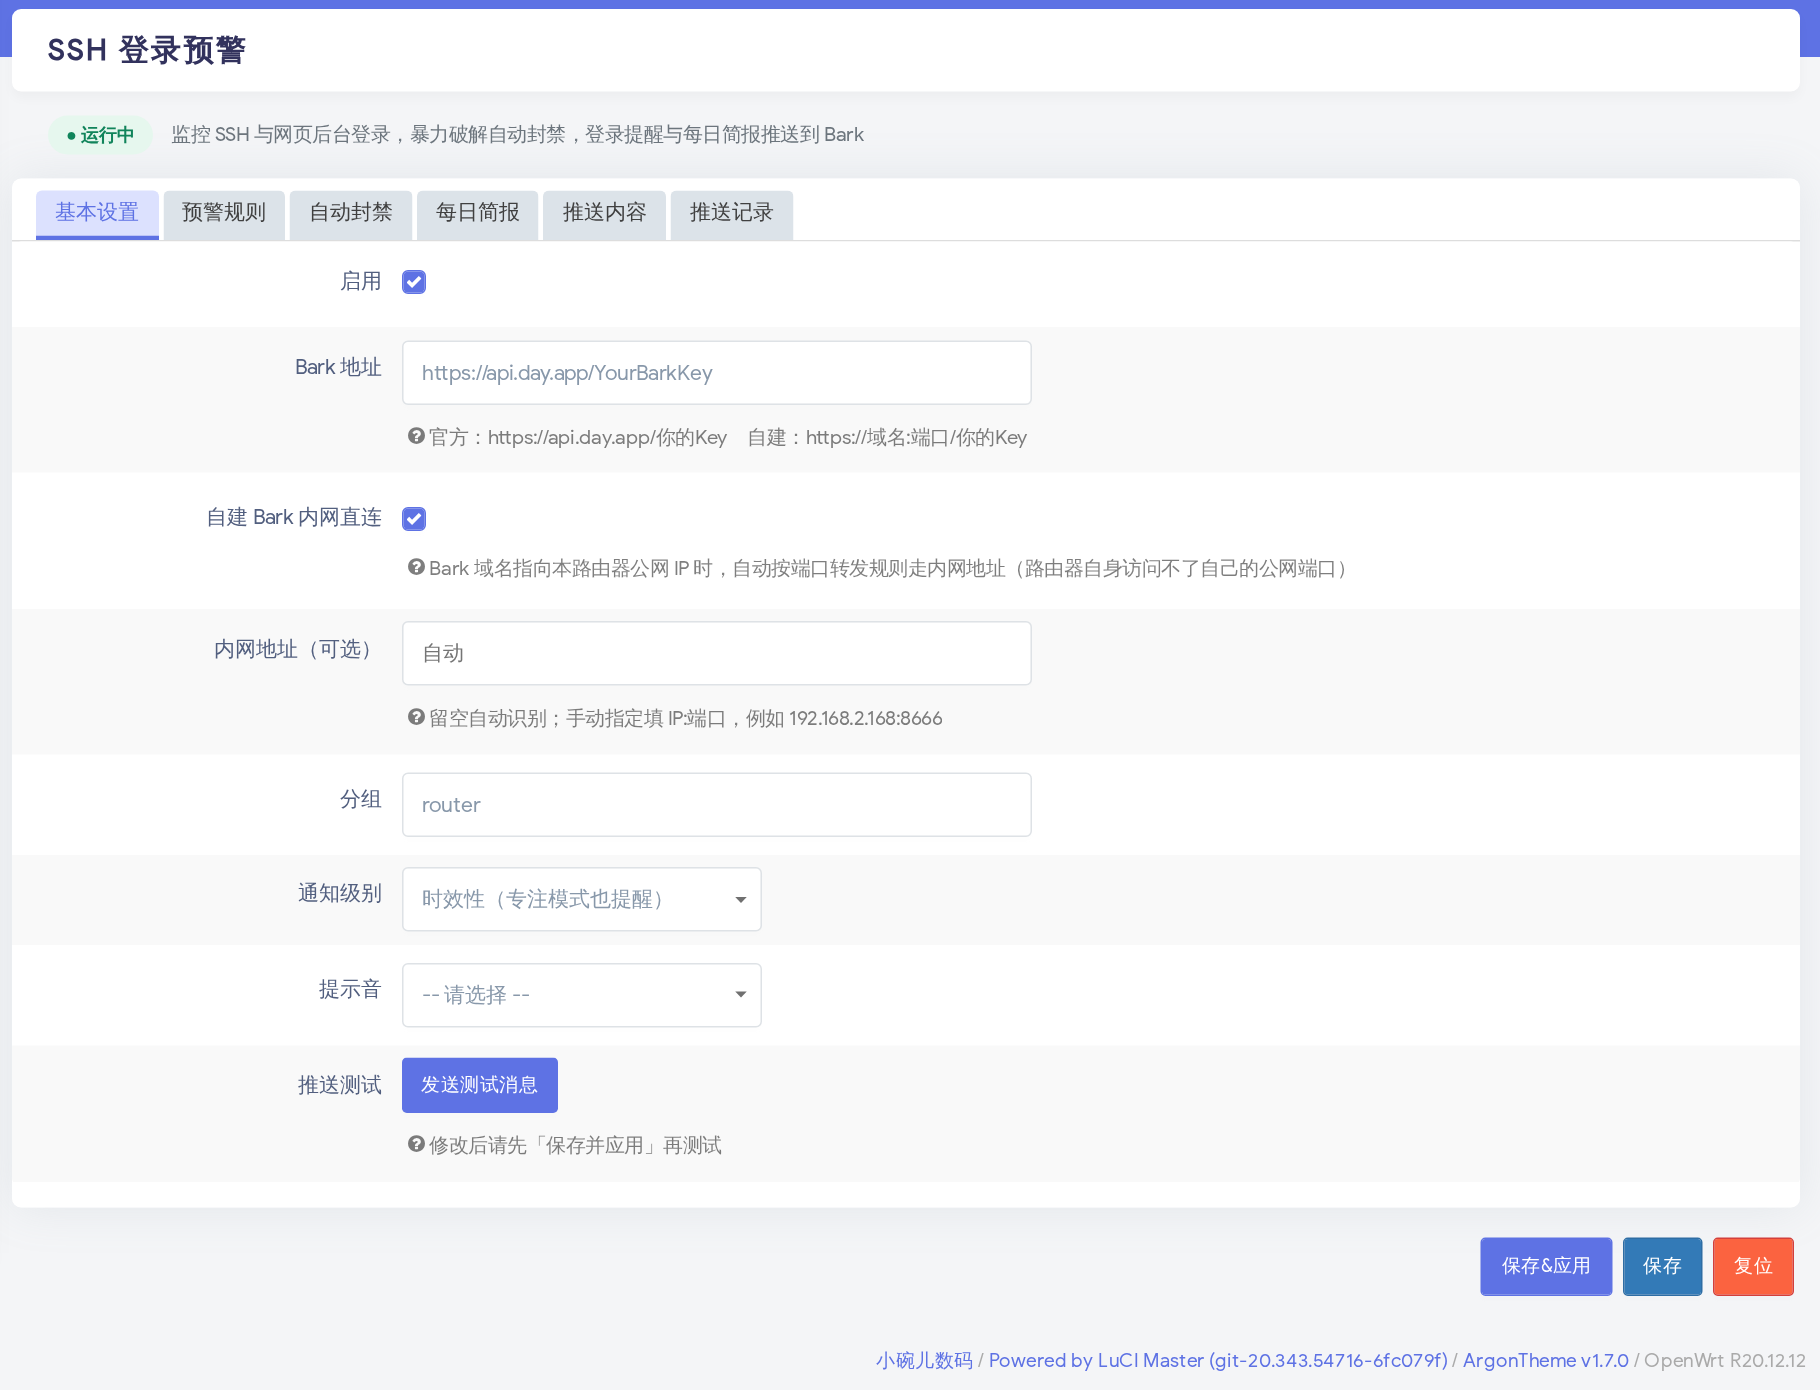 SSH 登录预警
● 运行中 监控 SSH 与网页后台登录，暴力破解自动封禁，登录提醒与每日简报推送到 Bark
基本设置 预警规则 自动封禁 每日简报 推送内容 推送记录
启用
Bark 地址 https://api.day.app/YourBarkKey
官方：https://api.day.app/你的Key 自建：https://域名:端口/你的Key
自建 Bark 内网直连
Bark 域名指向本路由器公网 IP 时，自动按端口转发规则走内网地址（路由器自身访问不了自己的公网端口）
内网地址（可选） 自动
留空自动识别；手动指定填 IP:端口，例如 192.168.2.168:8666
分组 router
通知级别 时效性（专注模式也提醒）
提示音 -- 请选择 --
推送测试 发送测试消息
修改后请先「保存并应用」再测试
保存&应用 保存 复位
小碗儿数码 / Powered by LuCI Master (git-20.343.54716-6fc079f) / ArgonTheme v1.7.0 / OpenWrt R20.12.12